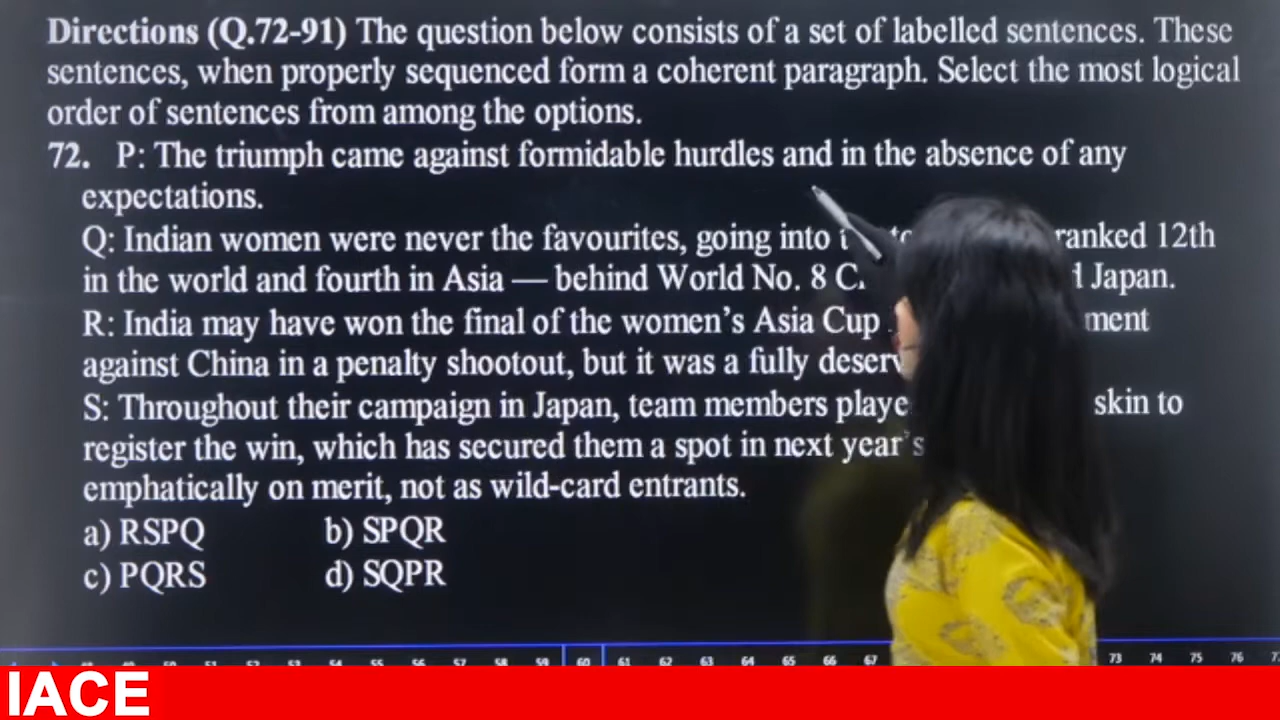 Directions (Q.72-91) The question below consists of a set of labelled sentences. These
sentences, when properly sequenced form a coherent paragraph. Select the most logical
order of sentences from among the options.
72. P: The triumph came against formidable hurdles and in the absence of any
expectations.
Q: Indian women were never the favourites, going into ranked 12th
in the world and fourth in Asia — behind World No. 8 Japan.
R: India may have won the final of the women's Asia Cup
against China in a penalty shootout, but it was a fully
S: Throughout their campaign in Japan, team members skin to
register the win, which has secured them a spot in next year's
emphatically on merit, not as wild-card entrants.
a) RSPQ b) SPQR
c) PQRS d) SQPR
59 60 61 62 63 64 65 66 67 73 74 75 76
IACE